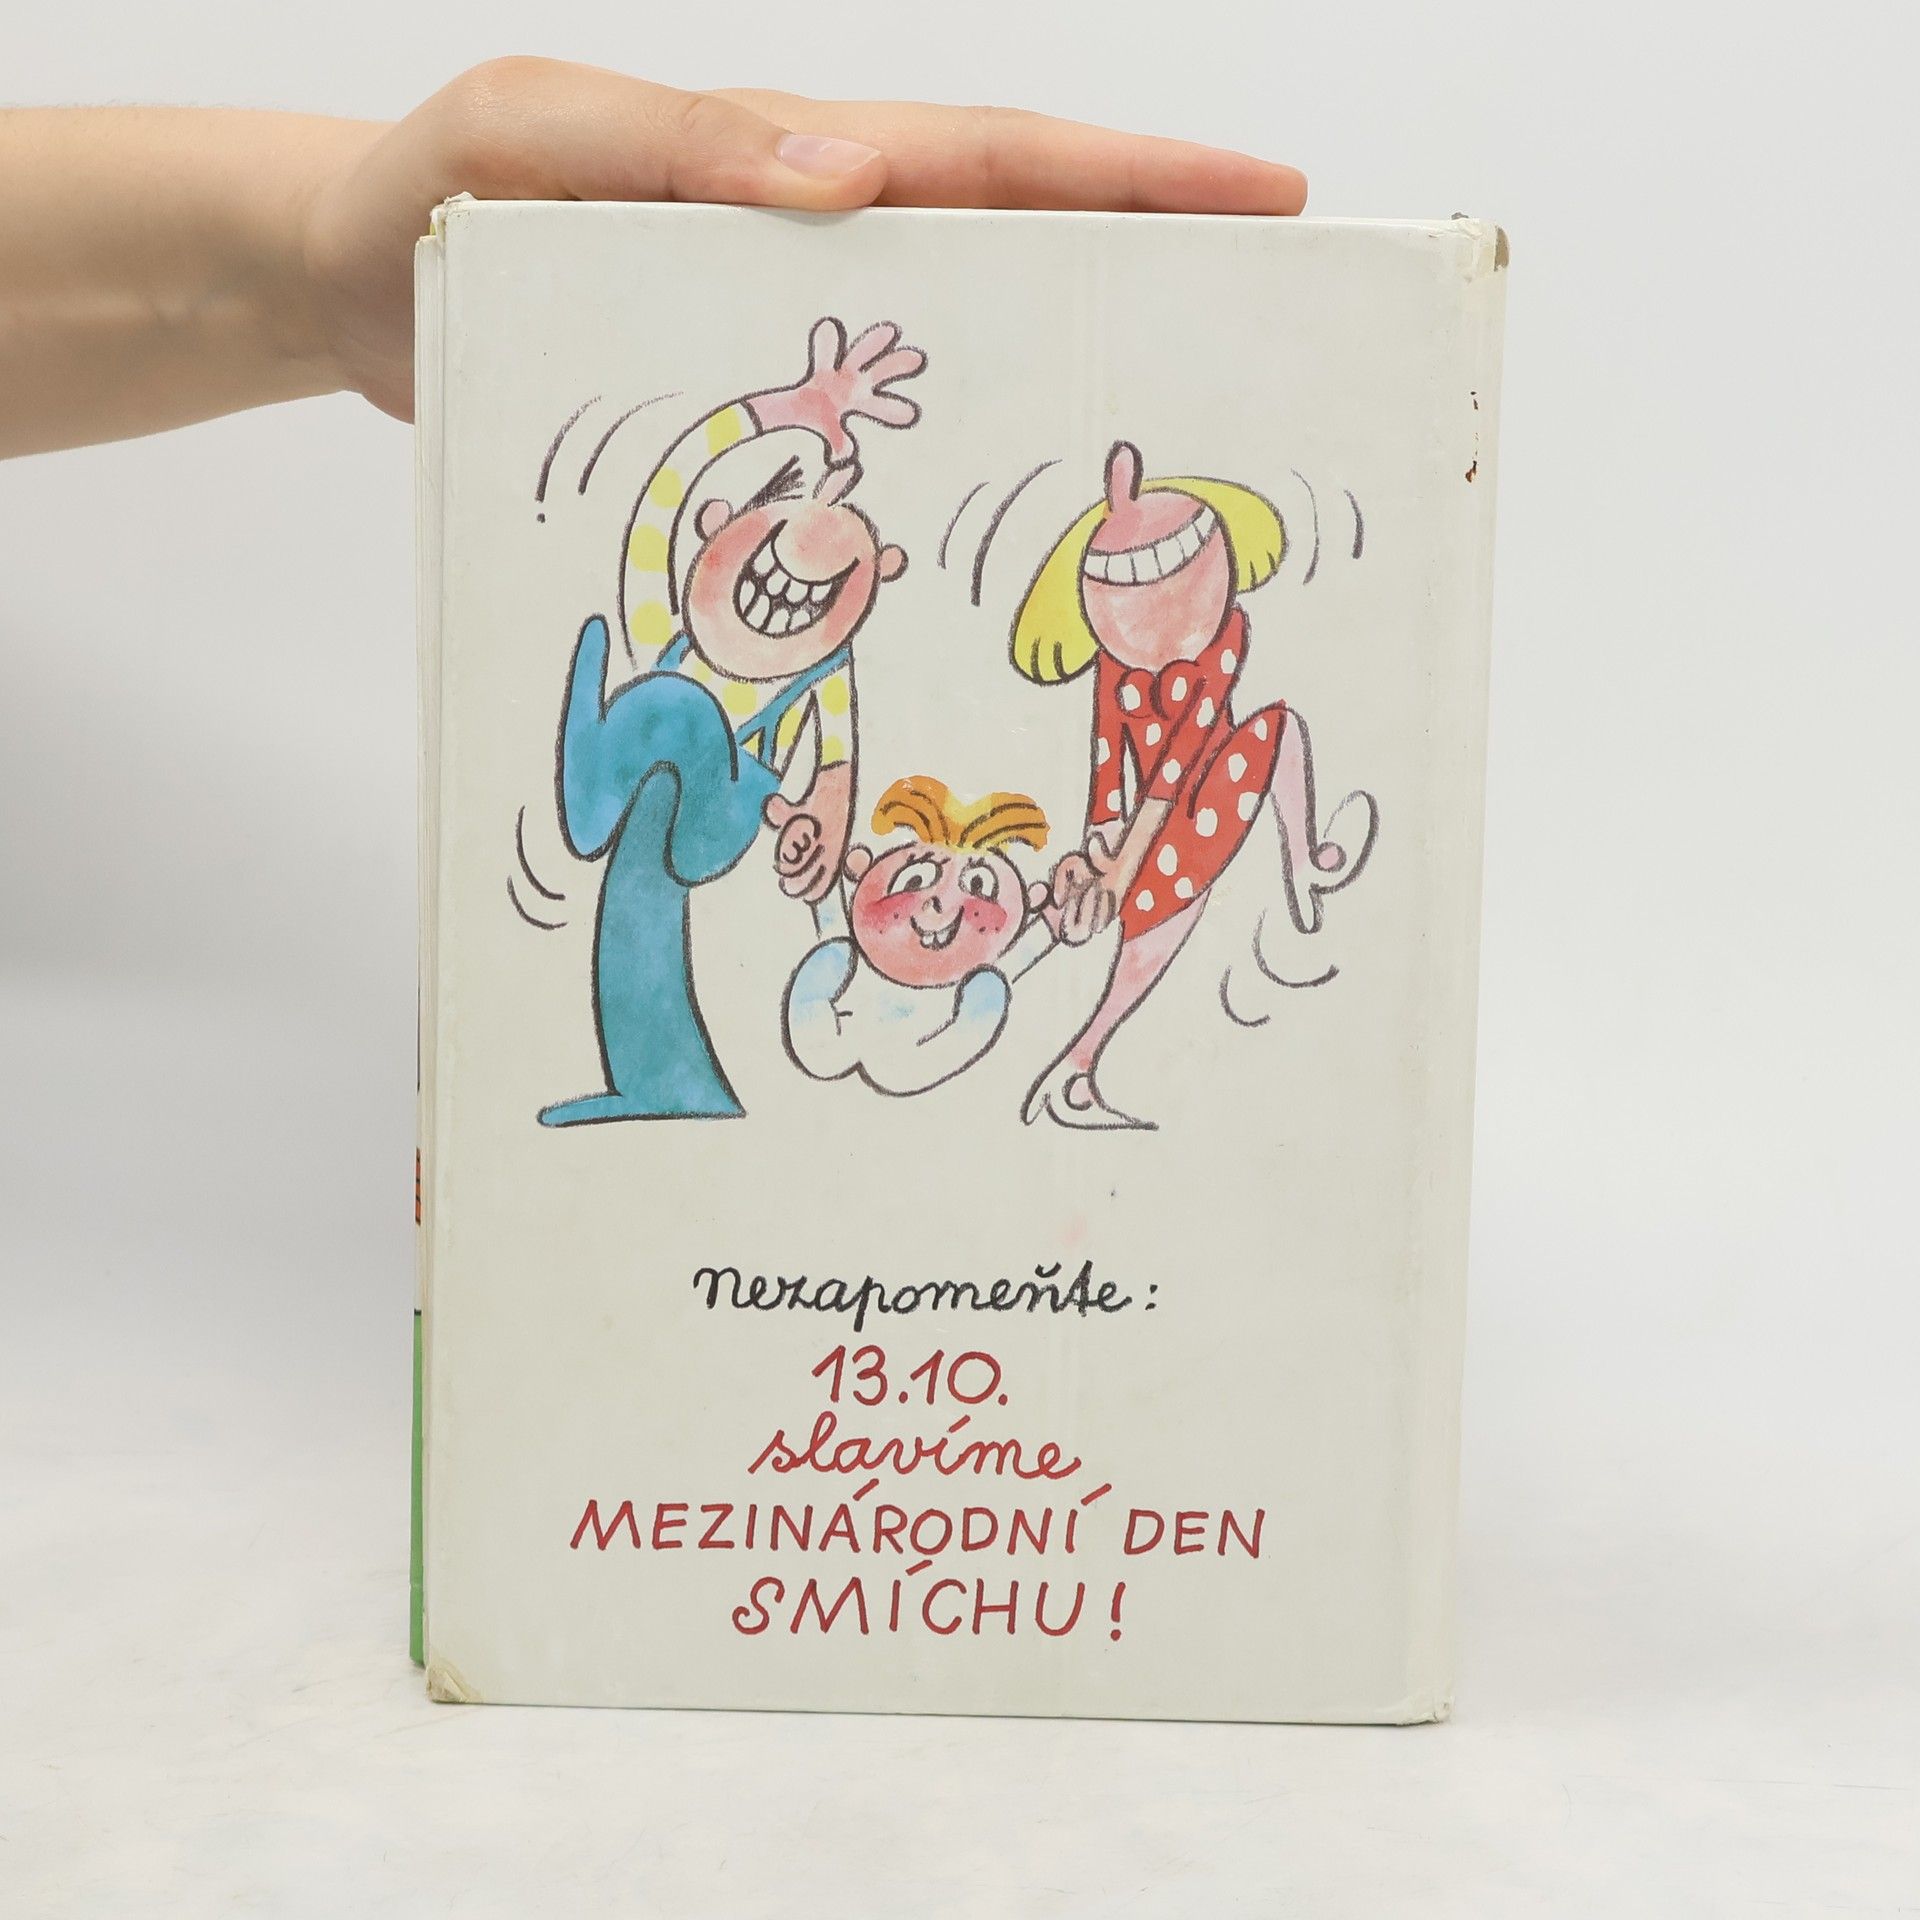 nezapomeňte:
13.10.
slavíme
MEZINÁRODNÍ DEN
SMÍCHU!